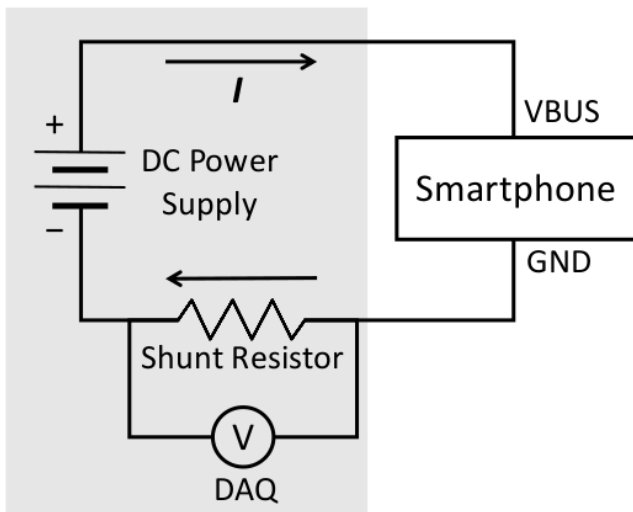 I
VBUS
+
DC Power
Supply
Smartphone
−
GND
Shunt Resistor
V
DAQ